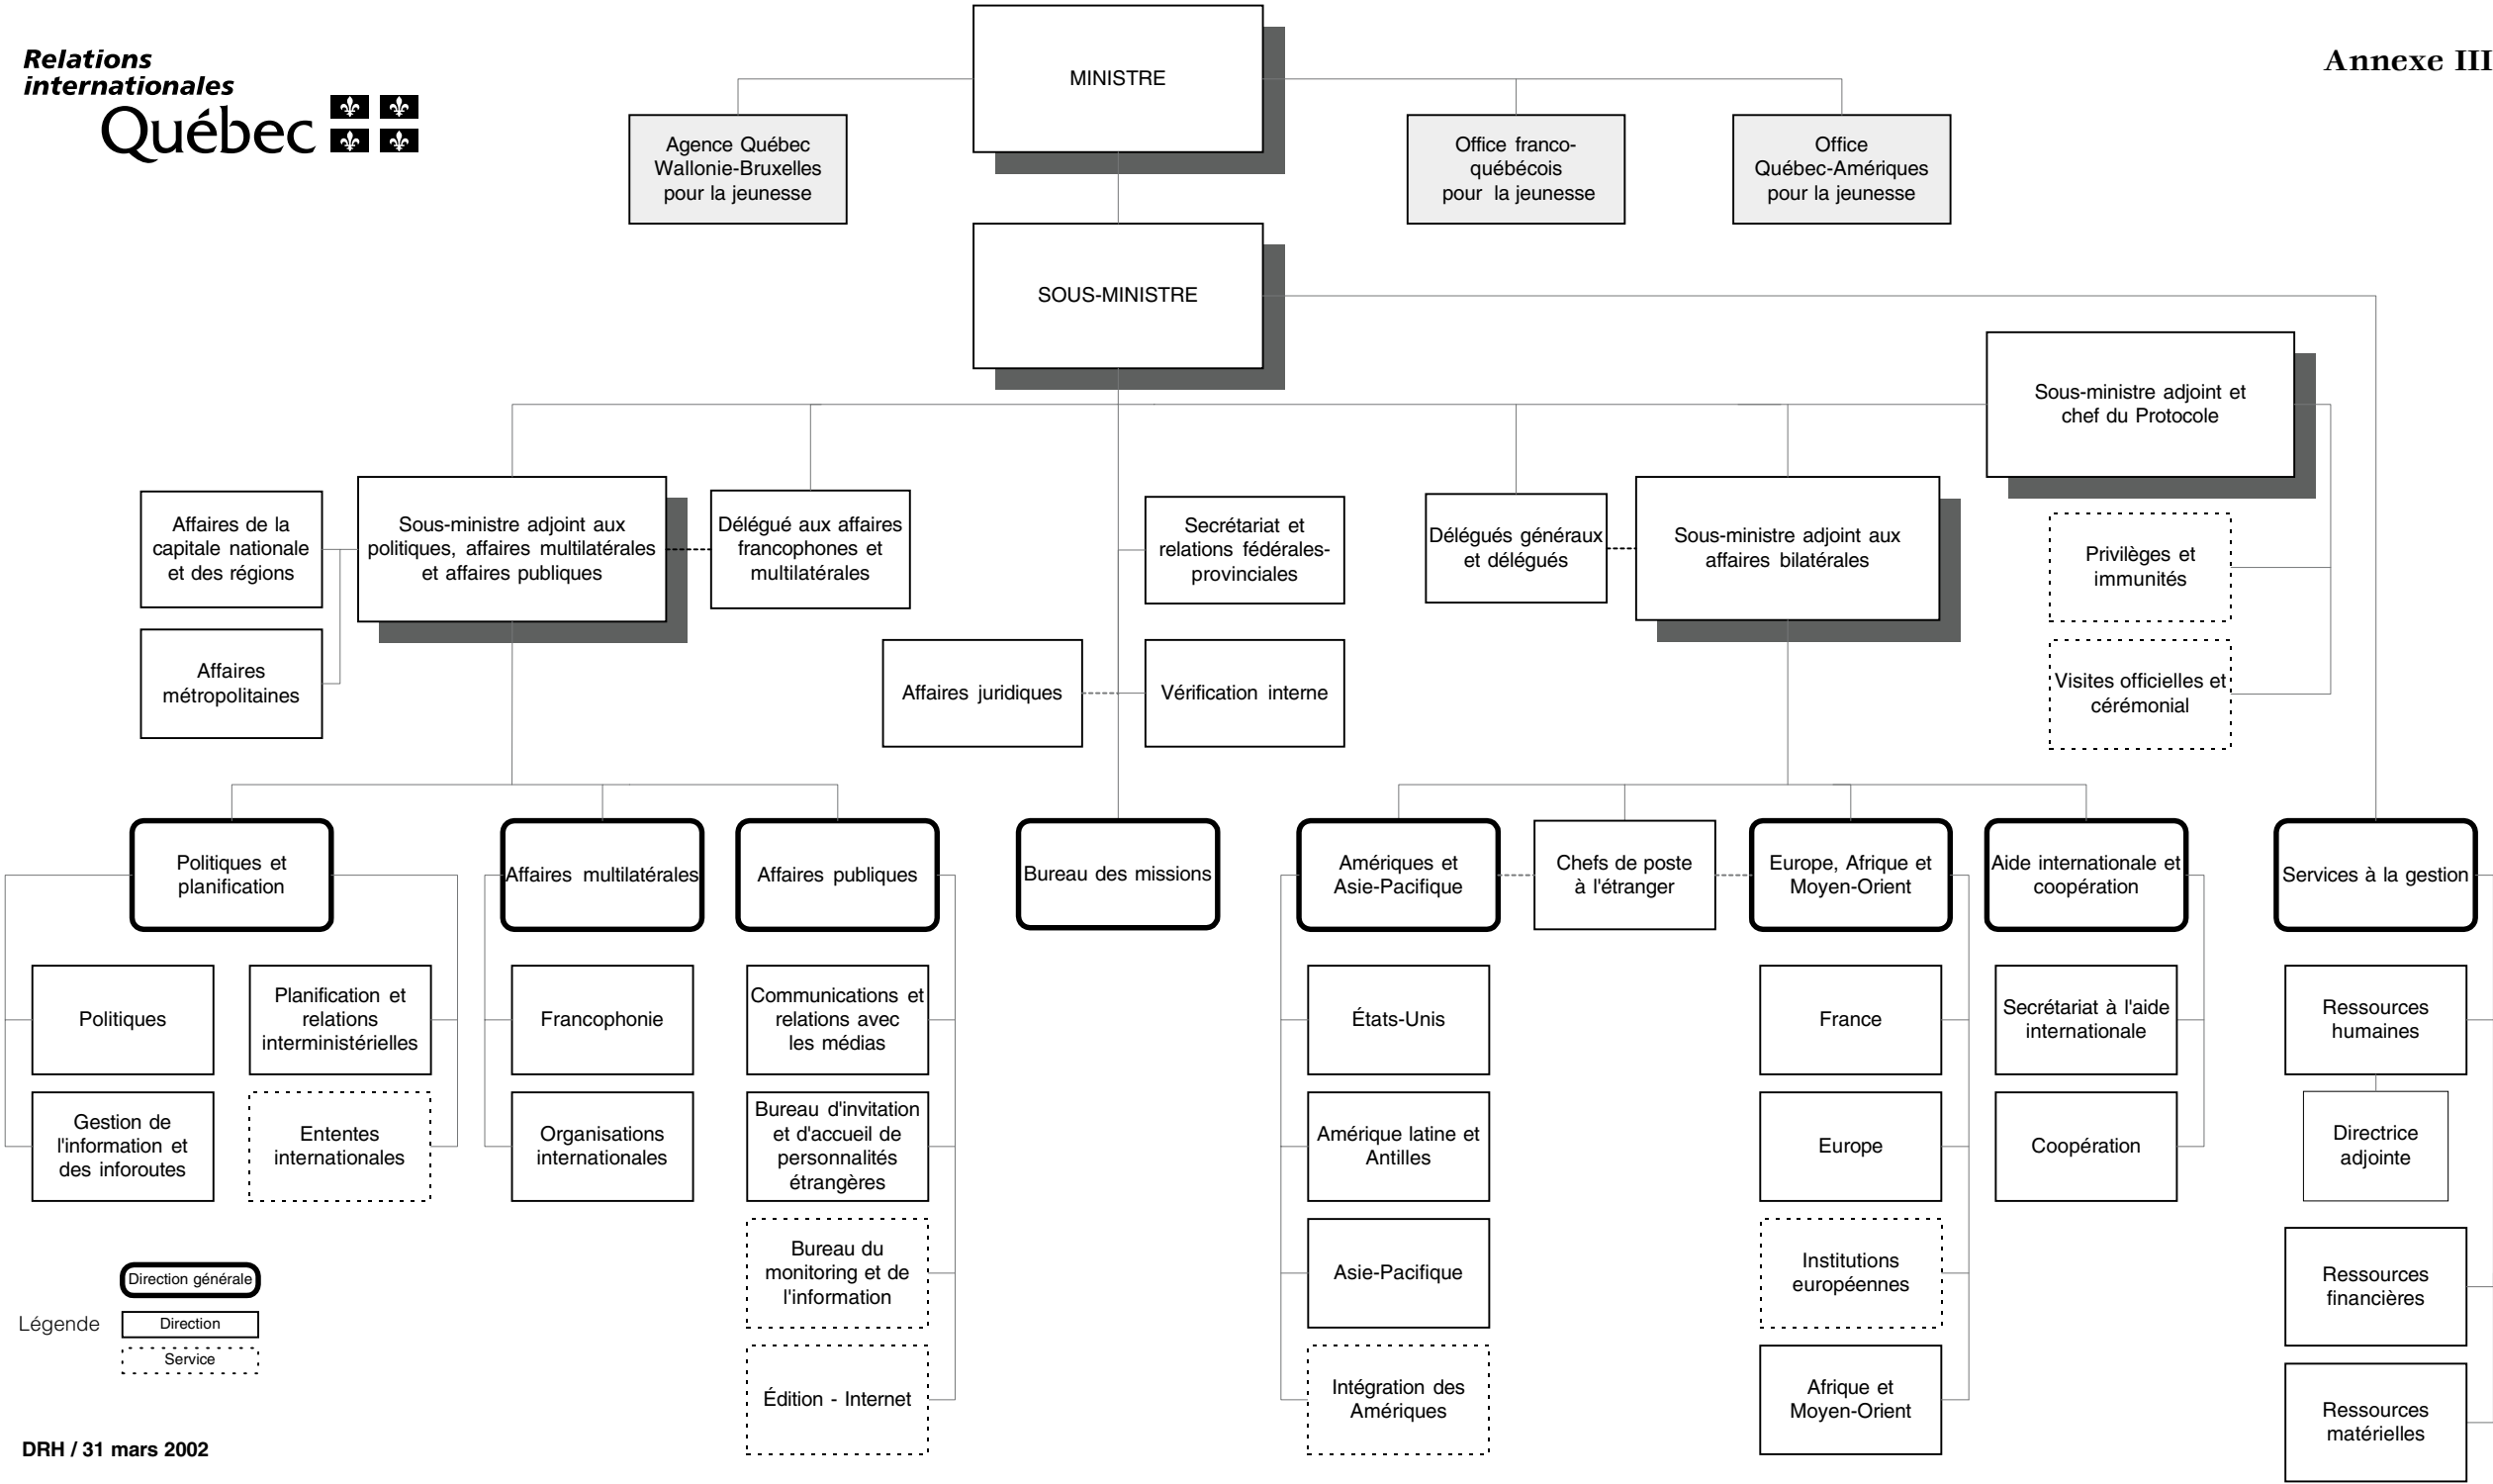 Relations
internationales
Québec
Annexe III
MINISTRE
Agence Québec
Wallonie-Bruxelles
pour la jeunesse
Office franco-
québécois
pour la jeunesse
Office
Québec-Amériques
pour la jeunesse
SOUS-MINISTRE
Sous-ministre adjoint et
chef du Protocole
Affaires de la
capitale nationale
et des régions
Sous-ministre adjoint aux
politiques, affaires multilatérales
et affaires publiques
Délégué aux affaires
francophones et
multilatérales
Secrétariat et
relations fédérales-
provinciales
Délégués généraux
et délégués
Sous-ministre adjoint aux
affaires bilatérales
Privilèges et
immunités
Affaires
métropolitaines
Affaires juridiques
Vérification interne
Visites officielles et
cérémonial
Politiques et
planification
Affaires multilatérales
Affaires publiques
Bureau des missions
Amériques et
Asie-Pacifique
Chefs de poste
à l'étranger
Europe, Afrique et
Moyen-Orient
Aide internationale et
coopération
Services à la gestion
Politiques
Planification et
relations
interministérielles
Francophonie
Communications et
relations avec
les médias
États-Unis
France
Secrétariat à l'aide
internationale
Ressources
humaines
Gestion de
l'information et
des inforoutes
Ententes
internationales
Organisations
internationales
Bureau d'invitation
et d'accueil de
personnalités
étrangères
Amérique latine et
Antilles
Europe
Coopération
Directrice
adjointe
Bureau du
monitoring et de
l'information
Asie-Pacifique
Institutions
européennes
Ressources
financières
Édition - Internet
Intégration des
Amériques
Afrique et
Moyen-Orient
Ressources
matérielles
Légende
Direction générale
Direction
Service
DRH / 31 mars 2002